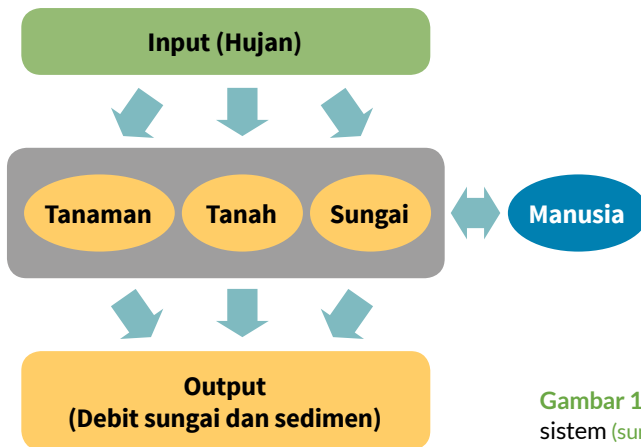 Input (Hujan)
Tanaman
Tanah
Sungai
Manusia
Output
(Debit sungai dan sedimen)
Gambar 1
sistem